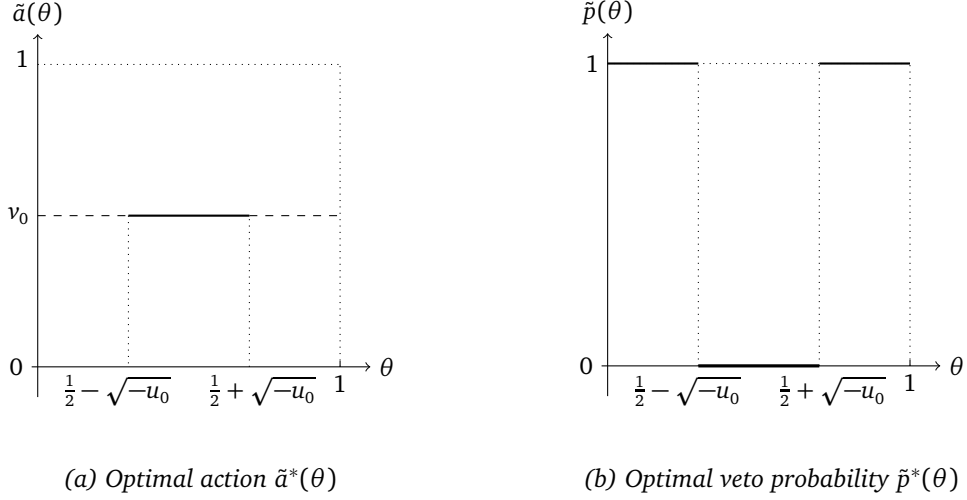 ã(θ)
1
v₀
0
½ − √−u₀
½ + √−u₀
1
θ
(a) Optimal action ã*(θ)
p̃(θ)
1
0
½ − √−u₀
½ + √−u₀
1
θ
(b) Optimal veto probability p̃*(θ)